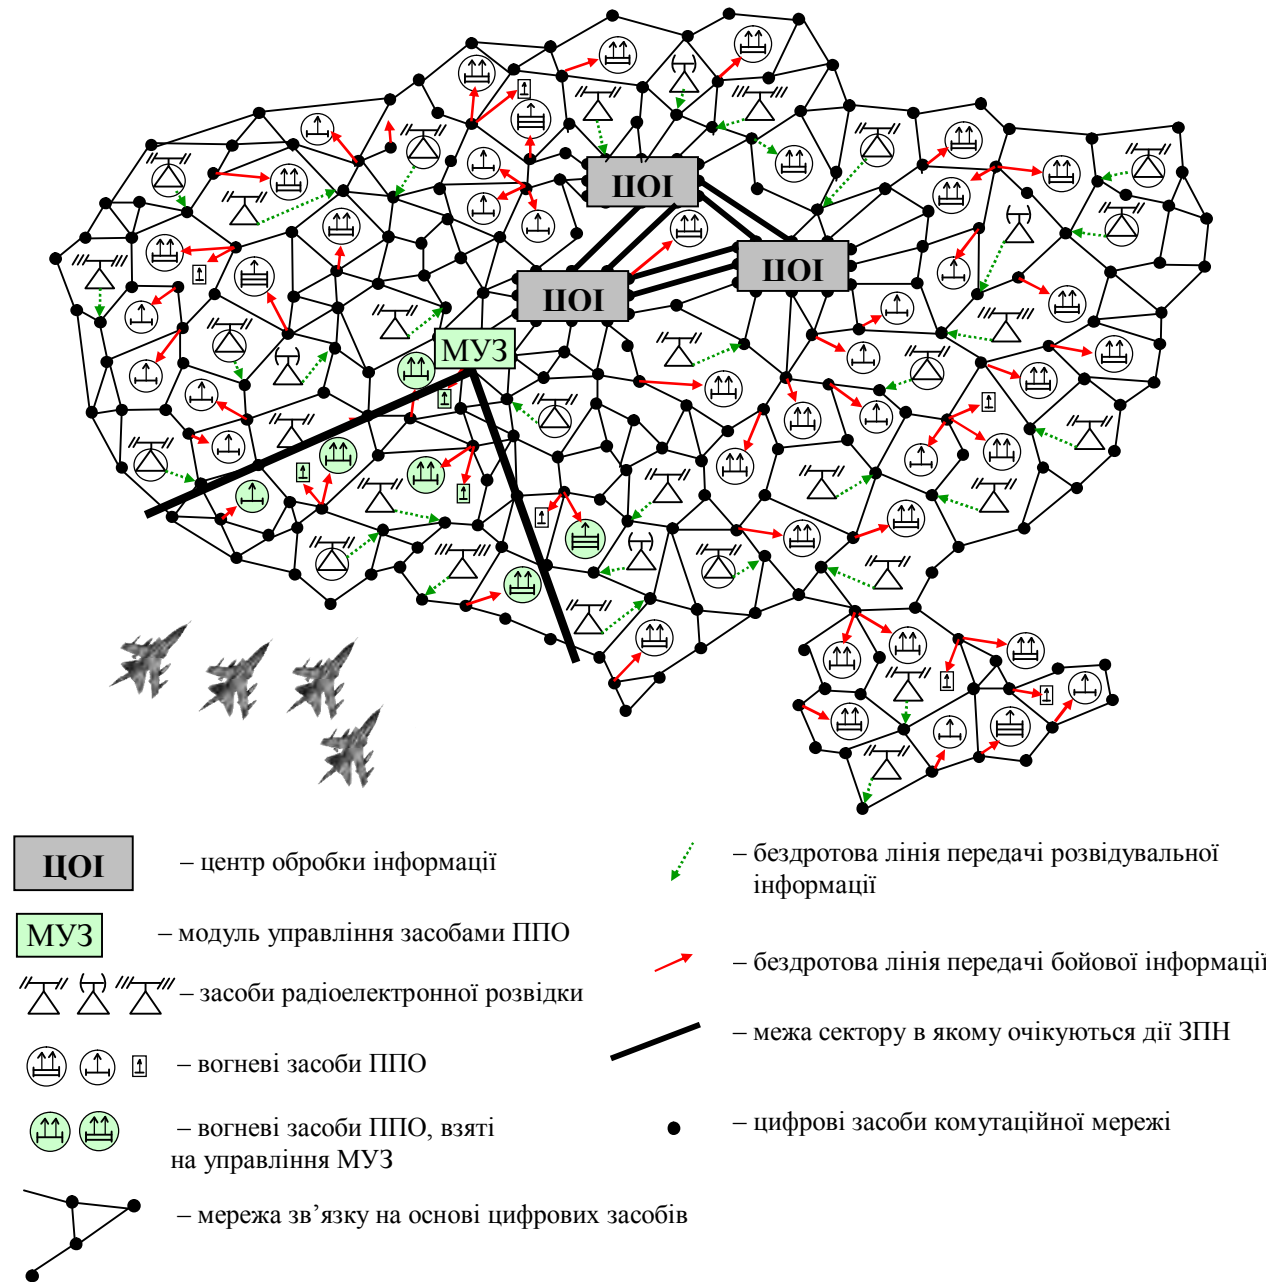 ЦОІ
ЦОІ
ЦОІ
МУЗ
ЦОІ
– центр обробки інформації
МУЗ
– модуль управління засобами ППО
– засоби радіоелектронної розвідки
– вогневі засоби ППО
– вогневі засоби ППО, взяті
на управління МУЗ
– мережа зв’язку на основі цифрових засобів
– бездротова лінія передачі розвідувальної
інформації
– бездротова лінія передачі бойової інформації
– межа сектору в якому очікуються дії ЗПН
– цифрові засоби комутаційної мережі